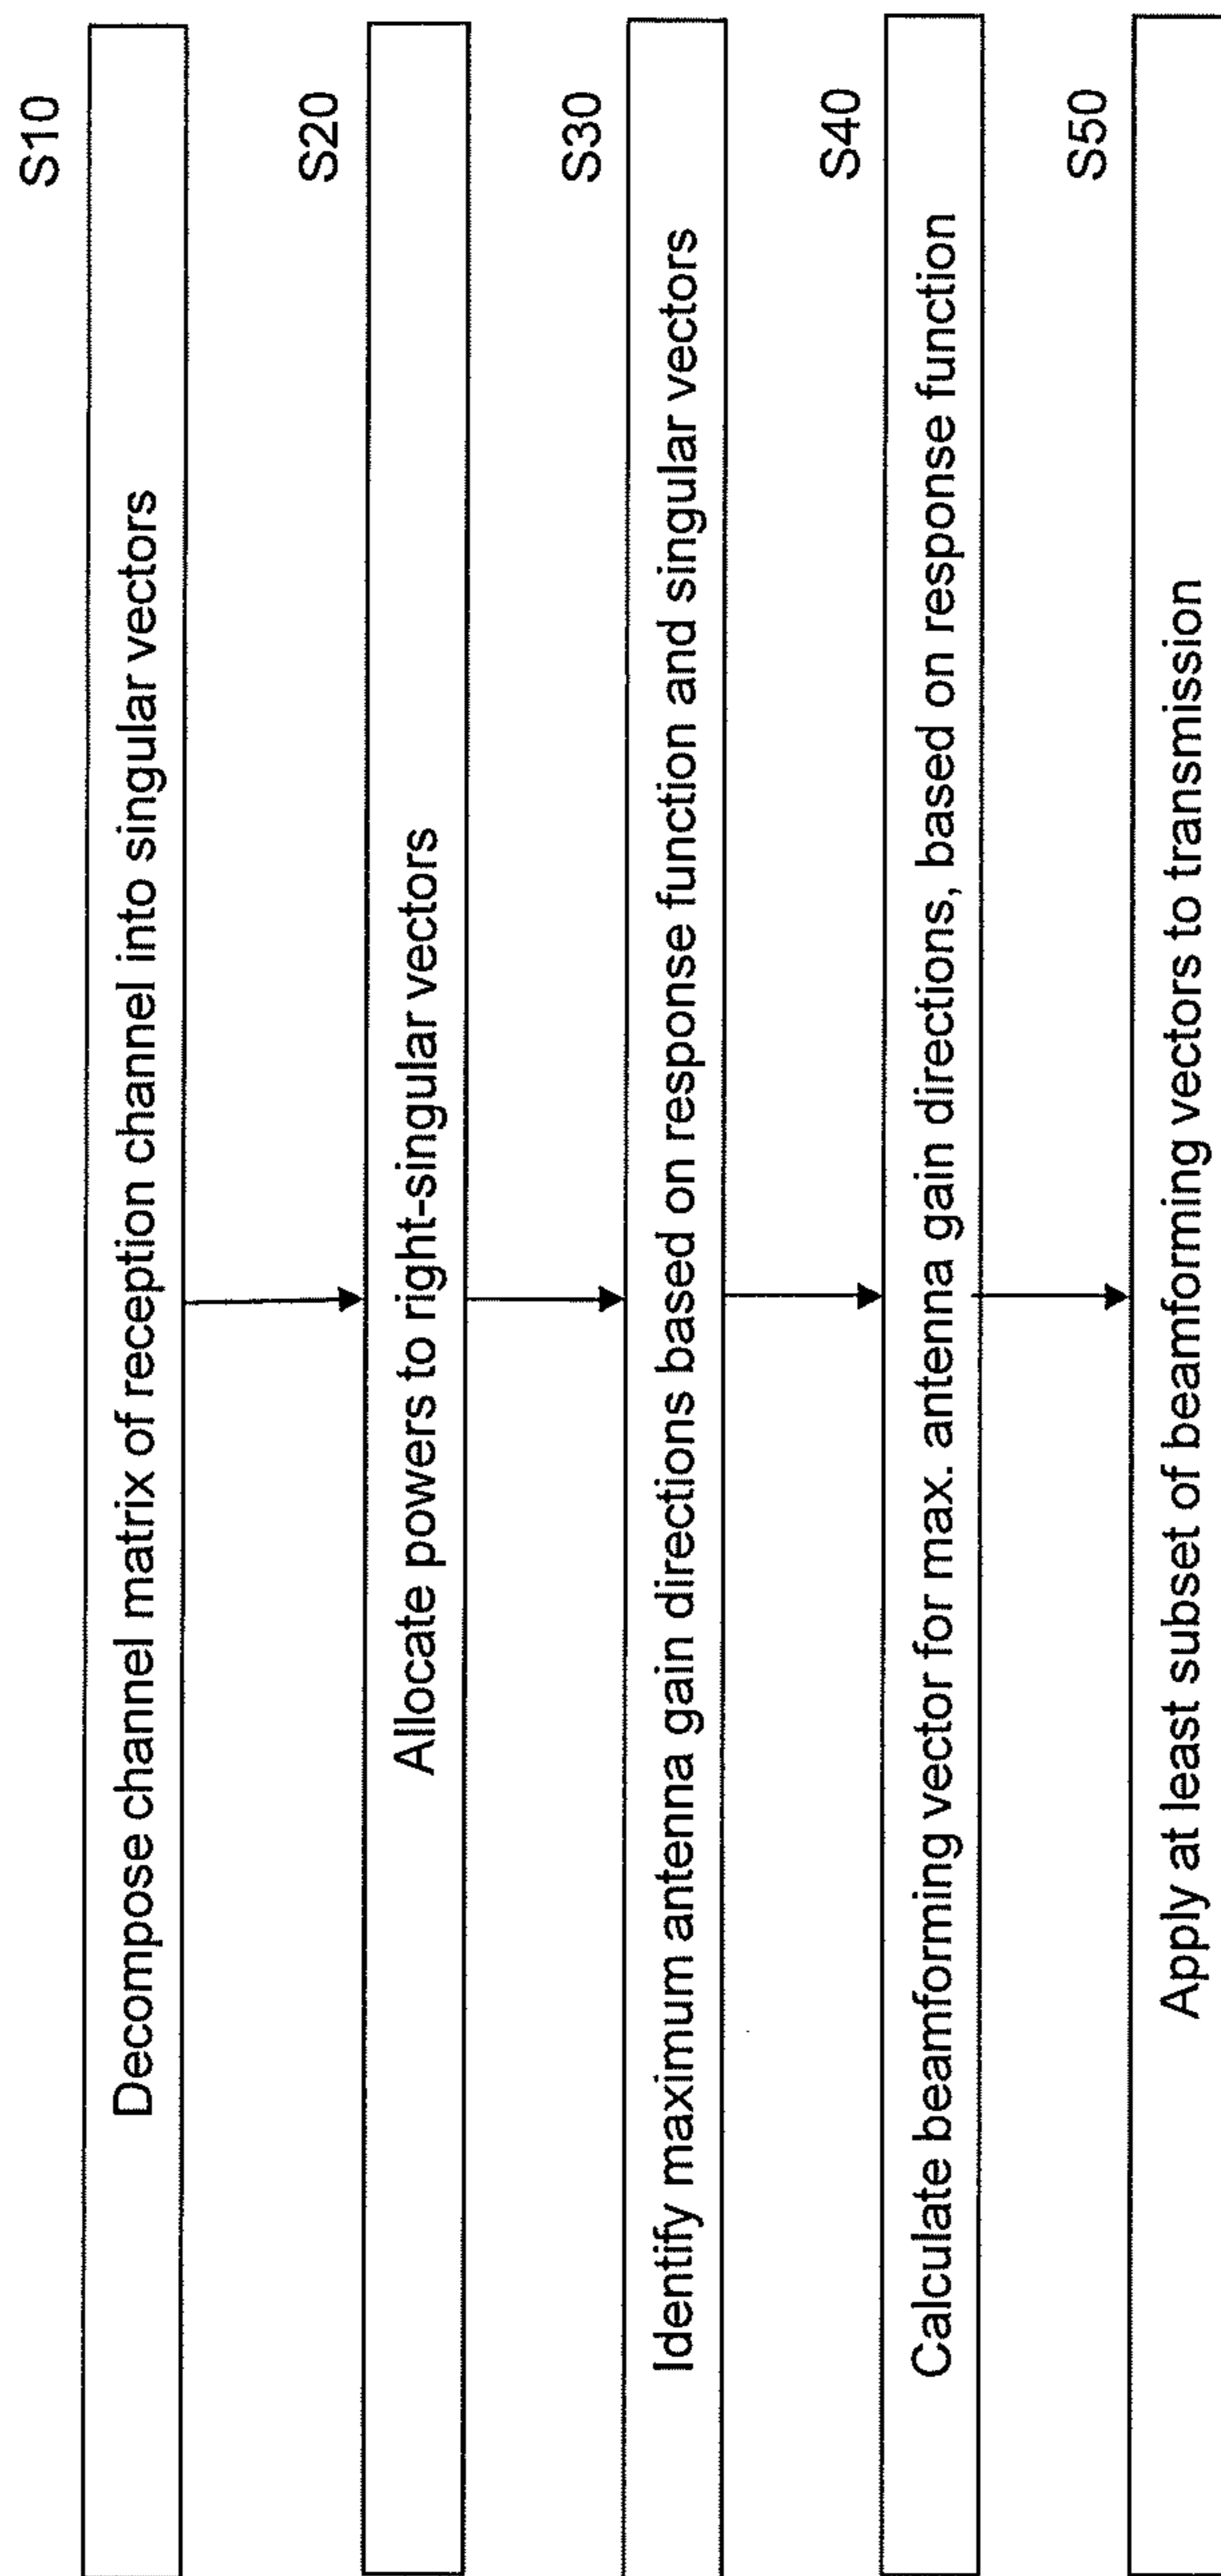 S10
Decompose channel matrix of reception channel into singular vectors
S20
Allocate powers to right-singular vectors
S30
Identify maximum antenna gain directions based on response function and singular vectors
S40
Calculate beamforming vector for max. antenna gain directions, based on response function
S50
Apply at least subset of beamforming vectors to transmission